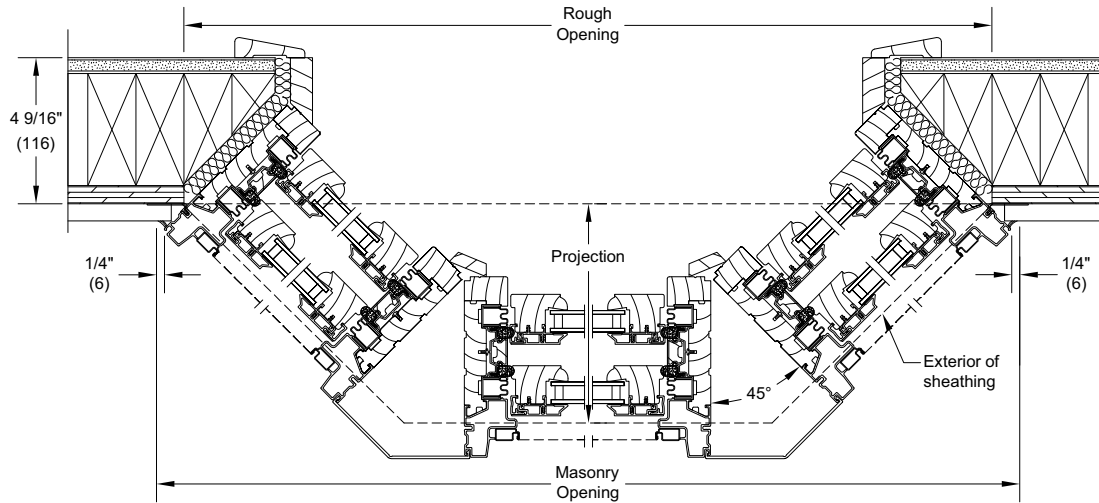 Rough
Opening
4 9/16"
(116)
Projection
1/4"
(6)
1/4"
(6)
Exterior of
sheathing
45°
Masonry
Opening